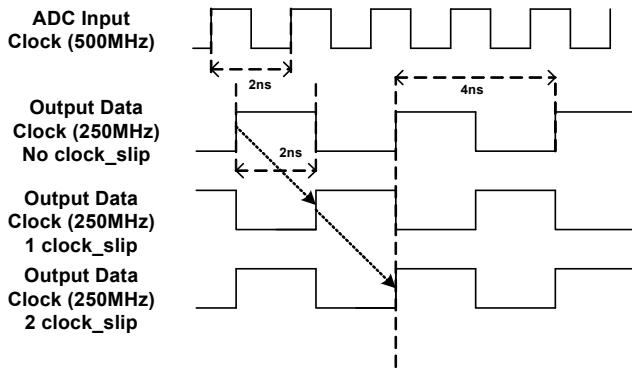 ADC Input
Clock (500MHz)
2ns
4ns
Output Data
Clock (250MHz)
No clock_slip
2ns
Output Data
Clock (250MHz)
1 clock_slip
Output Data
Clock (250MHz)
2 clock_slip